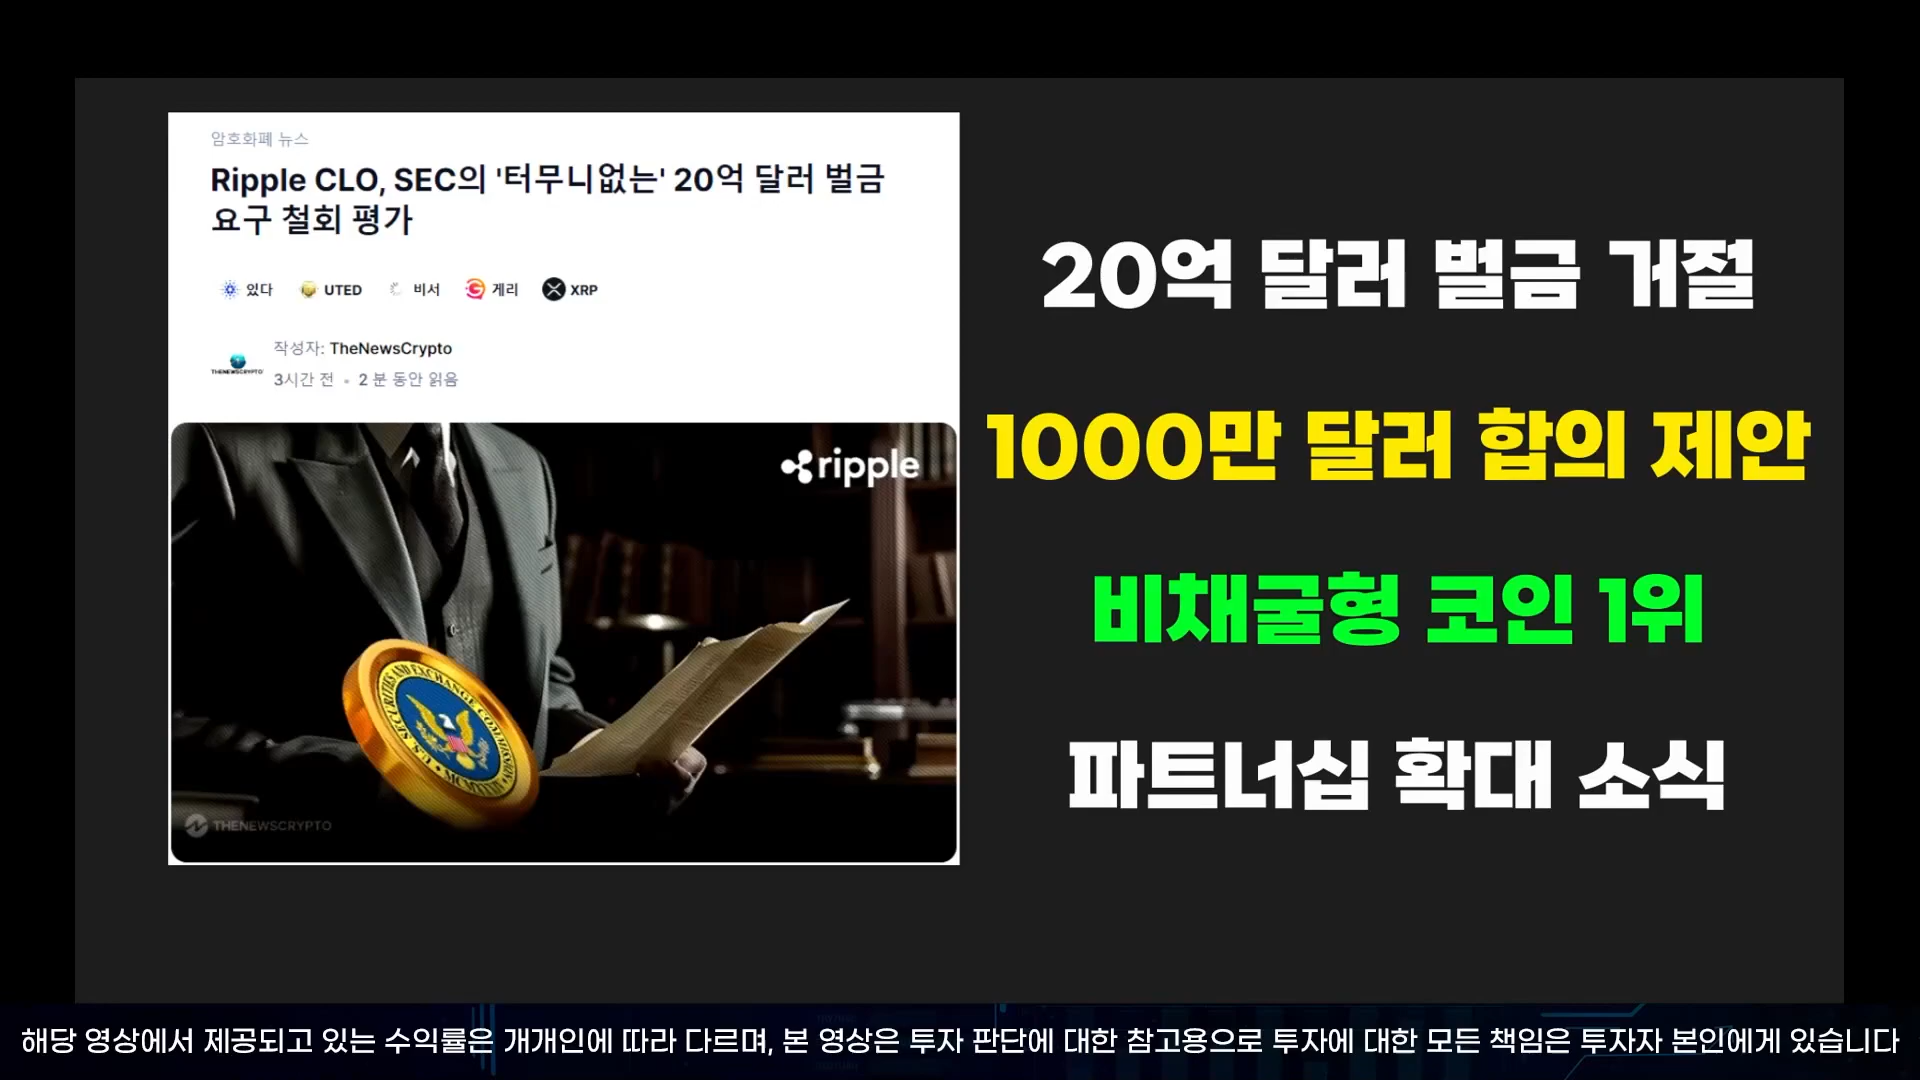 암호화폐 뉴스
Ripple CLO, SEC의 '터무니없는' 20억 달러 벌금
요구 철회 평가
있다 UTED 비서 게리 XRP
작성자: TheNewsCrypto
THENEWSCRYPTO
3시간 전 • 2 분 동안 읽음
ripple
THENEWSCRYPTO
20억 달러 벌금 거절
1000만 달러 합의 제안
비채굴형 코인 1위
파트너십 확대 소식
해당 영상에서 제공되고 있는 수익률은 개개인에 따라 다르며, 본 영상은 투자 판단에 대한 참고용으로 투자에 대한 모든 책임은 투자자 본인에게 있습니다